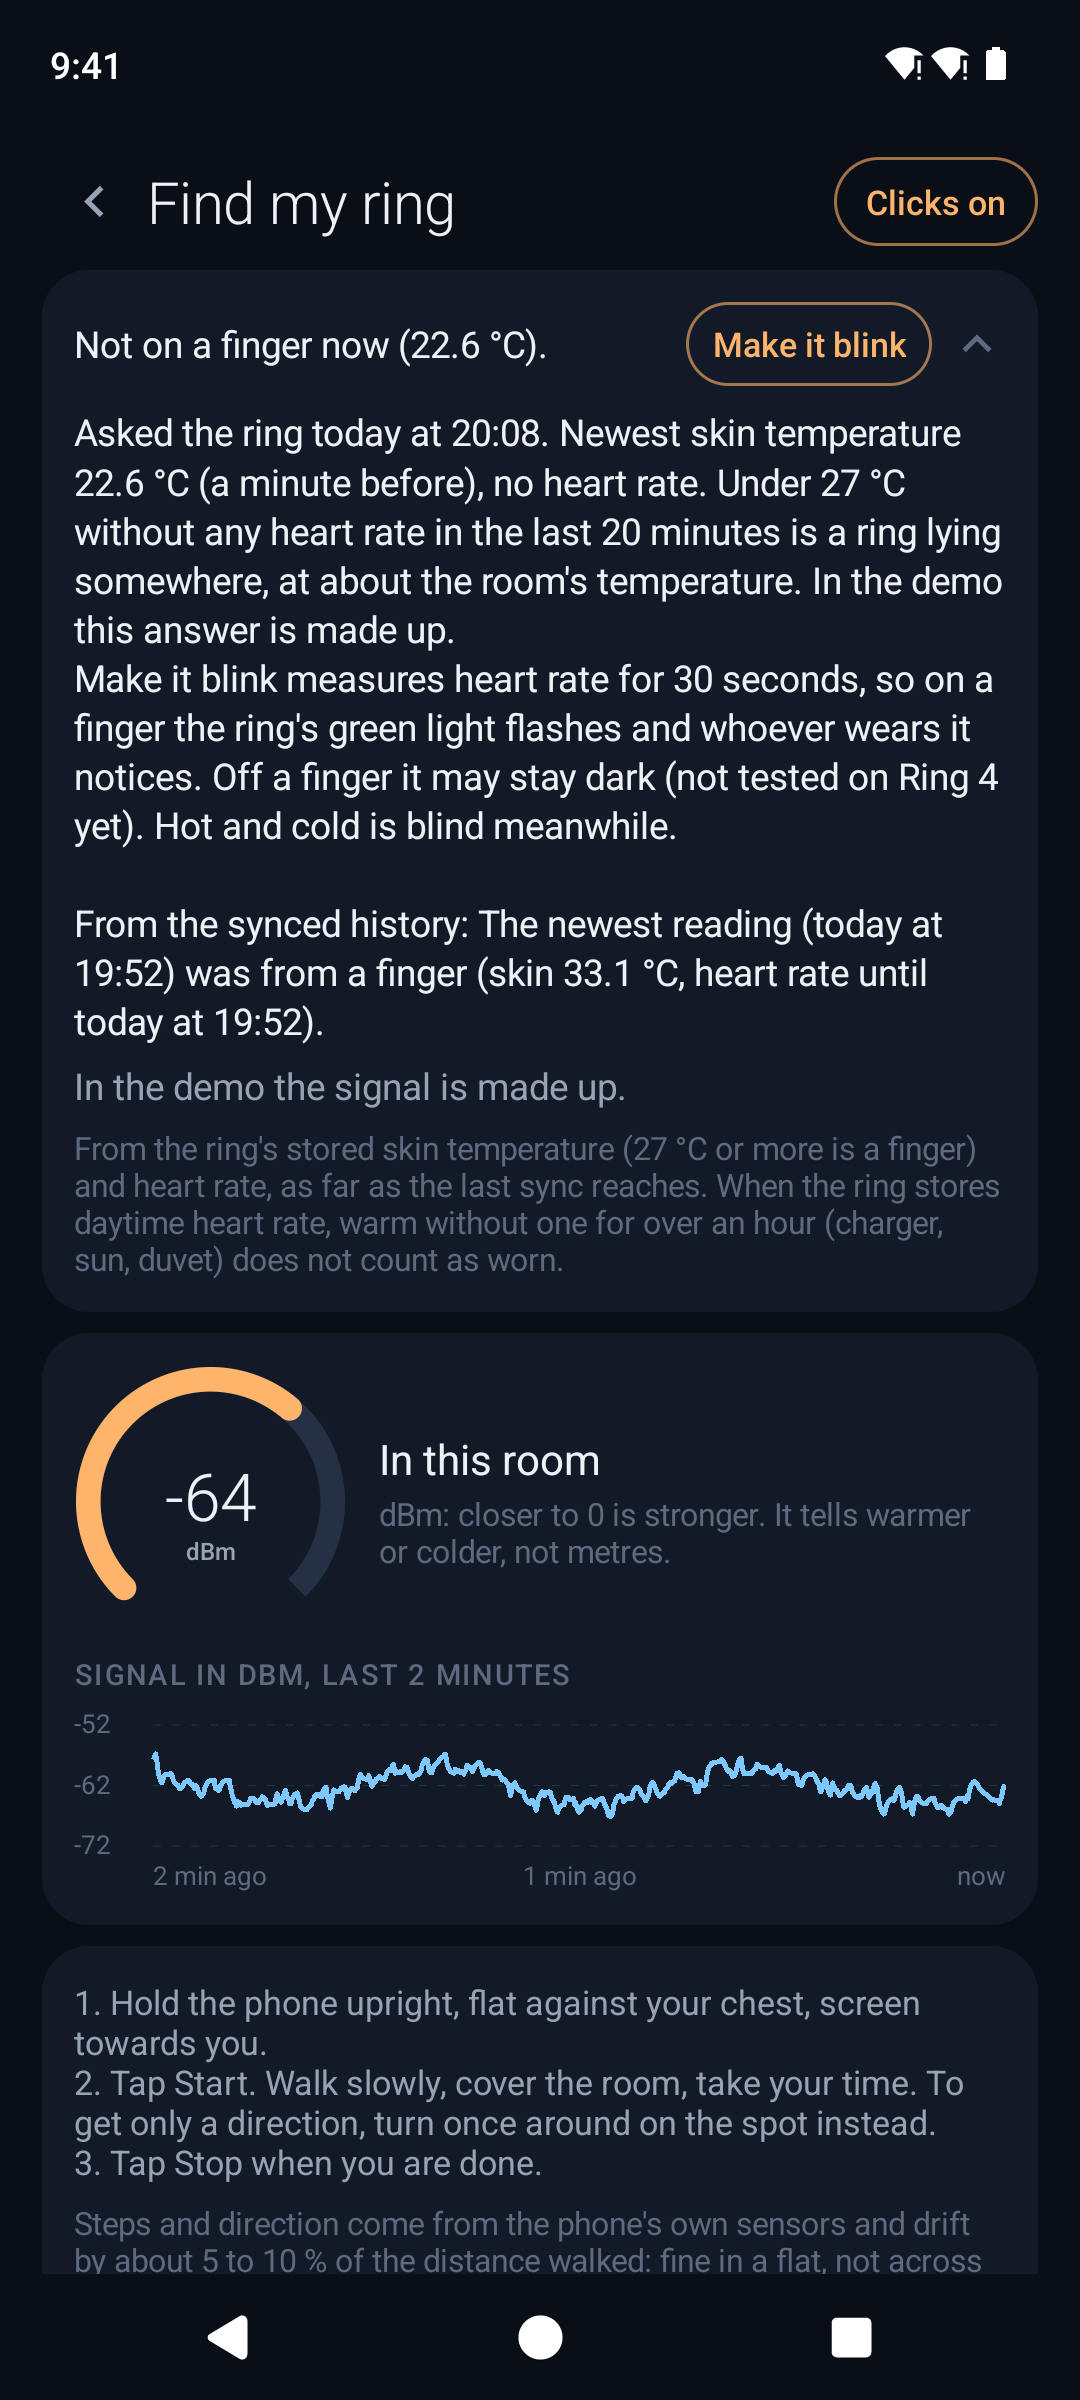 9:41
Find my ring
Clicks on
Not on a finger now (22.6 °C).
Make it blink
Asked the ring today at 20:08. Newest skin temperature
22.6 °C (a minute before), no heart rate. Under 27 °C
without any heart rate in the last 20 minutes is a ring lying
somewhere, at about the room's temperature. In the demo
this answer is made up.
Make it blink measures heart rate for 30 seconds, so on a
finger the ring's green light flashes and whoever wears it
notices. Off a finger it may stay dark (not tested on Ring 4
yet). Hot and cold is blind meanwhile.
From the synced history: The newest reading (today at
19:52) was from a finger (skin 33.1 °C, heart rate until
today at 19:52).
In the demo the signal is made up.
From the ring's stored skin temperature (27 °C or more is a finger)
and heart rate, as far as the last sync reaches. When the ring stores
daytime heart rate, warm without one for over an hour (charger,
sun, duvet) does not count as worn.
-64
dBm
In this room
dBm: closer to 0 is stronger. It tells warmer
or colder, not metres.
SIGNAL IN DBM, LAST 2 MINUTES
-52
-62
-72
2 min ago
1 min ago
now
1. Hold the phone upright, flat against your chest, screen
towards you.
2. Tap Start. Walk slowly, cover the room, take your time. To
get only a direction, turn once around on the spot instead.
3. Tap Stop when you are done.
Steps and direction come from the phone's own sensors and drift
by about 5 to 10 % of the distance walked: fine in a flat, not across